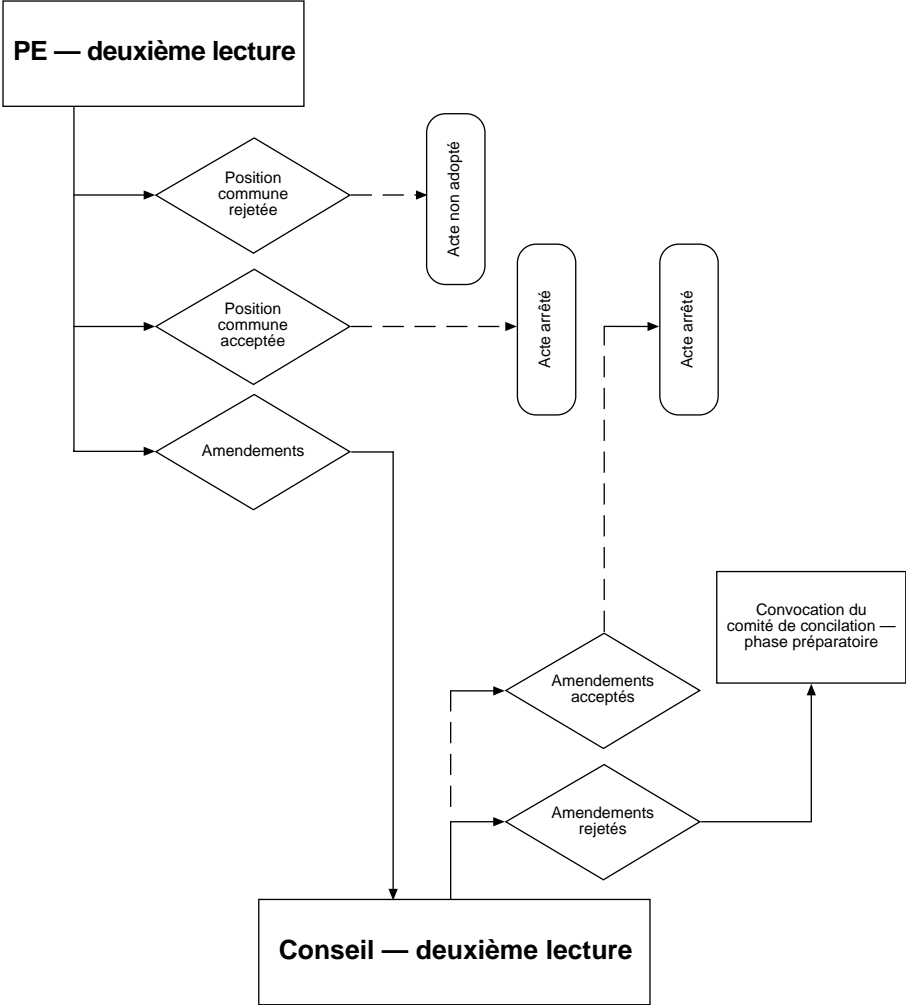 PE — deuxième lecture
Position
commune
rejetée
Acte non adopté
Position
commune
acceptée
Acte arrêté
Acte arrêté
Amendements
Convocation du
comité de concilation —
phase préparatoire
Amendements
acceptés
Amendements
rejetés
Conseil — deuxième lecture